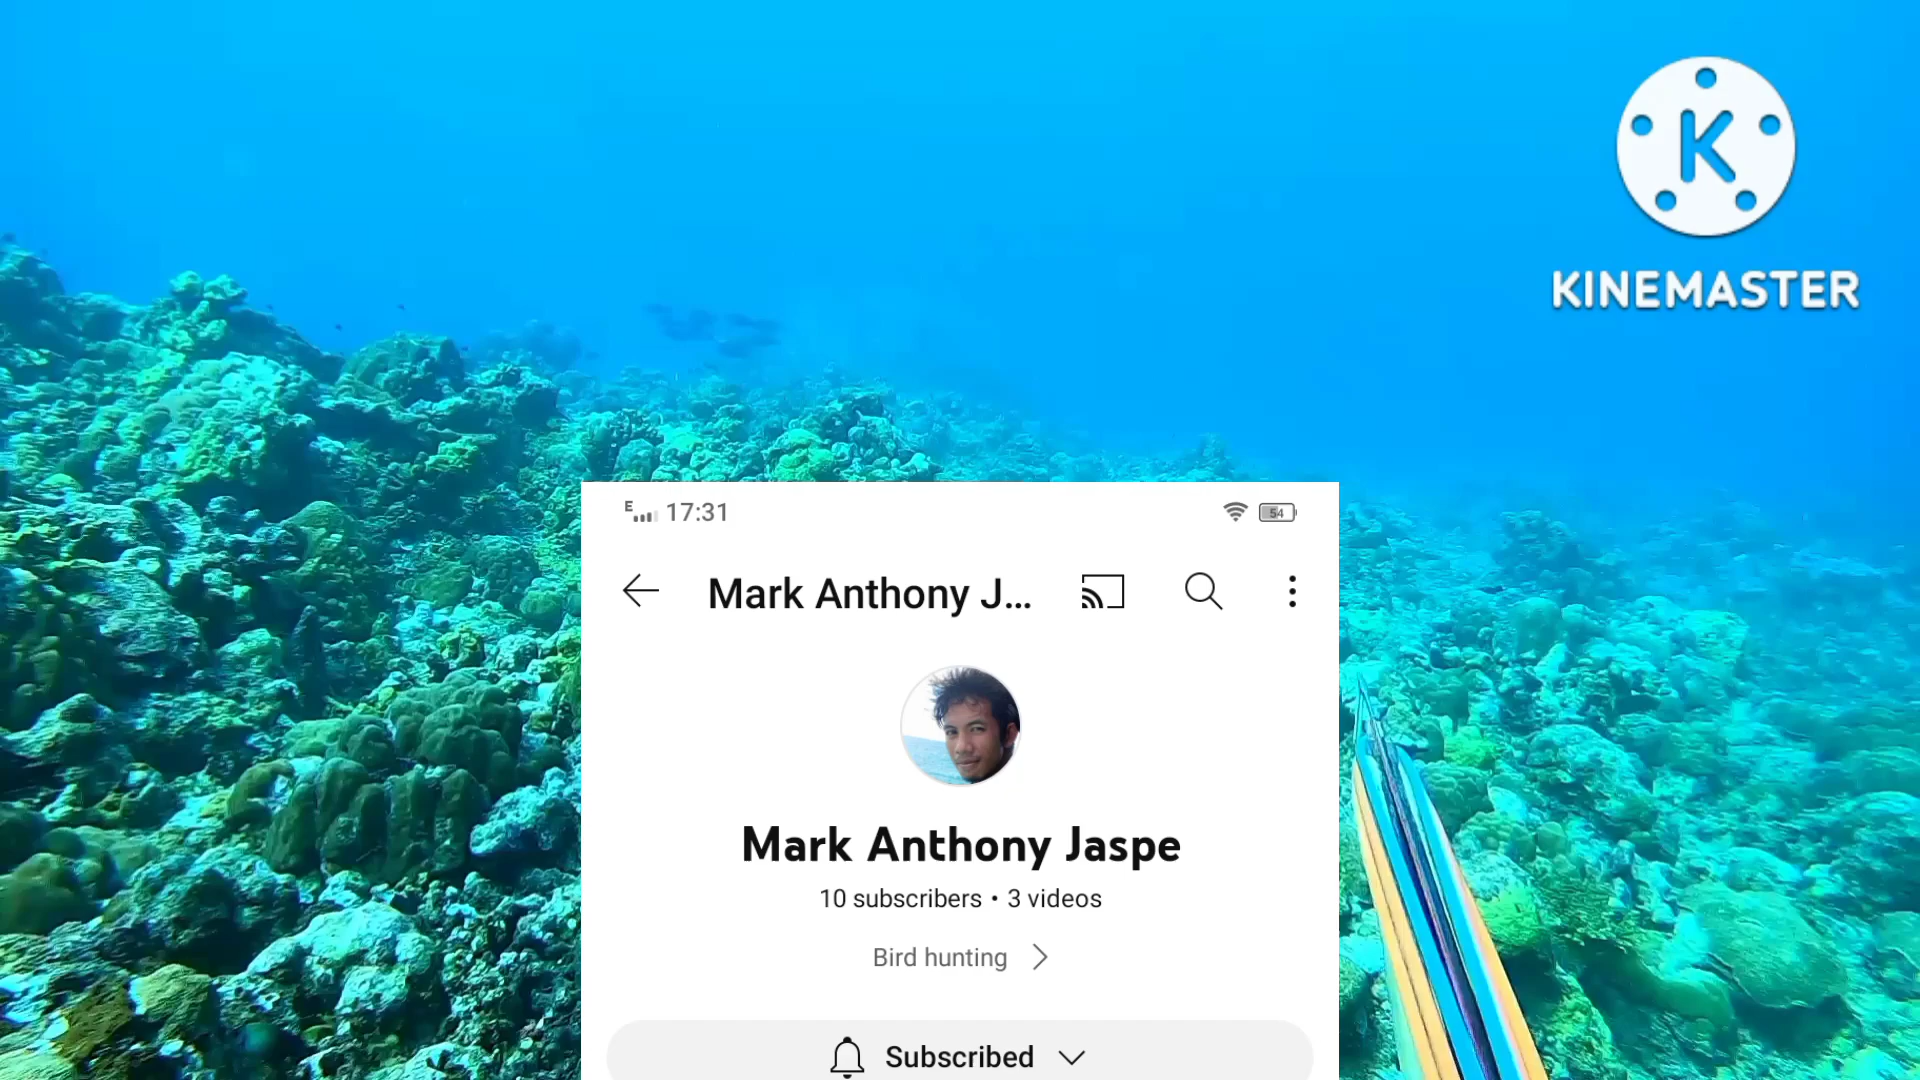 KINEMASTER
E 17:31 54
Mark Anthony J...
Mark Anthony Jaspe
10 subscribers • 3 videos
Bird hunting
Subscribed